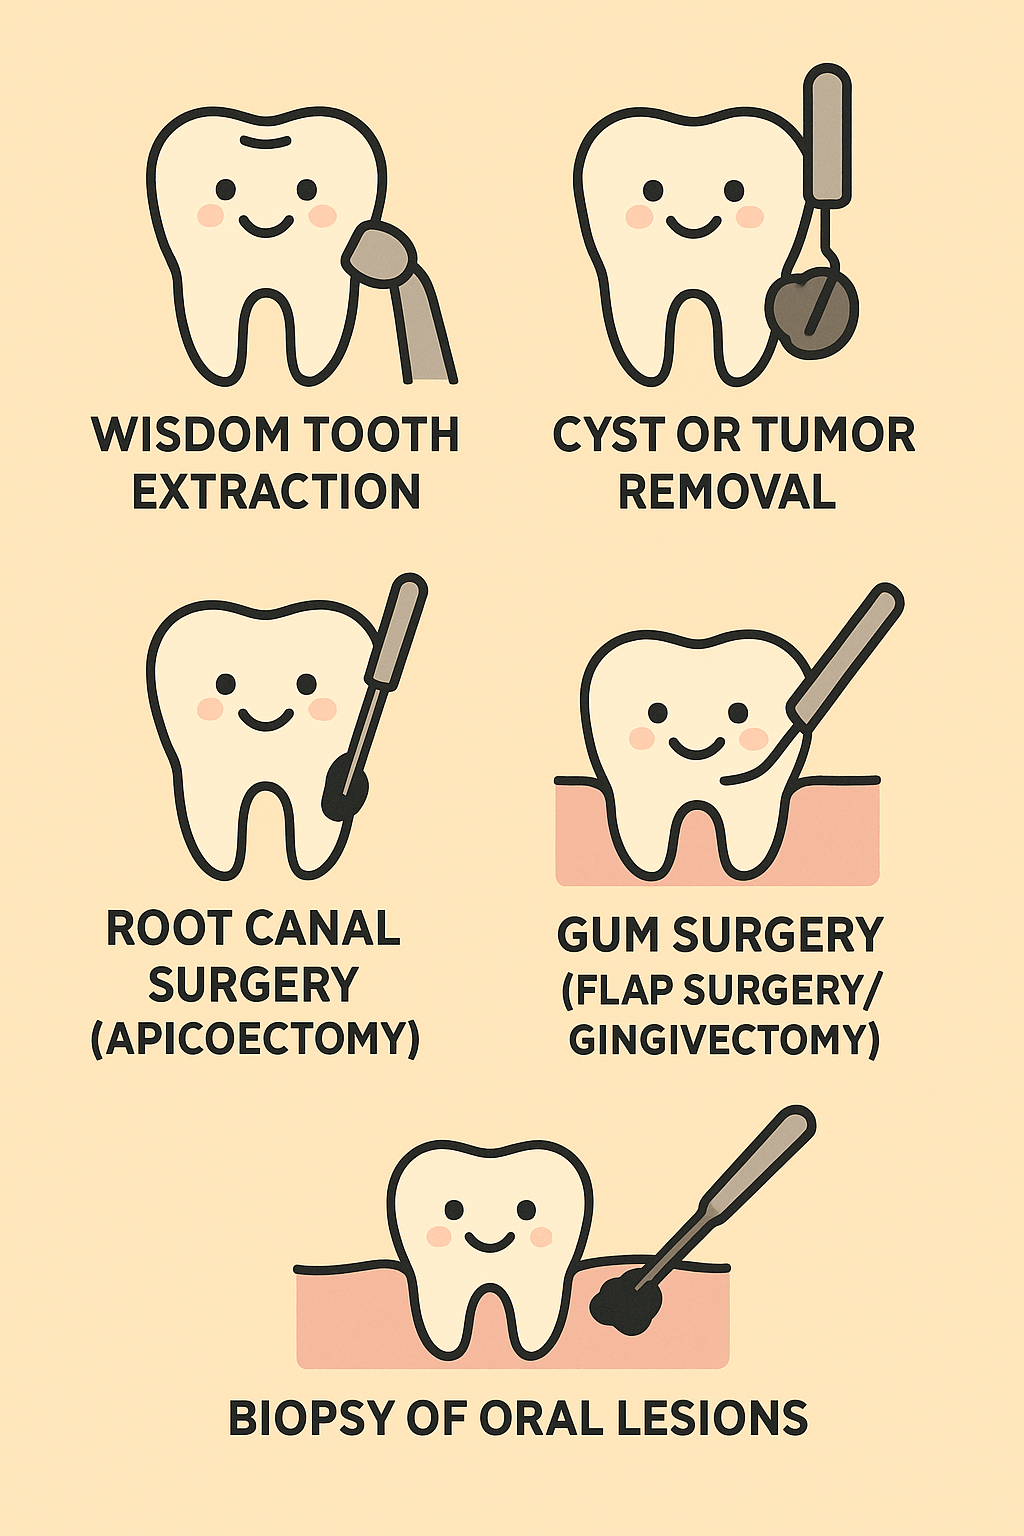 WISDOM TOOTH
EXTRACTION
CYST OR TUMOR
REMOVAL
ROOT CANAL
SURGERY
(APICOECTOMY)
GUM SURGERY
(FLAP SURGERY/
GINGIVECTOMY)
BIOPSY OF ORAL LESIONS